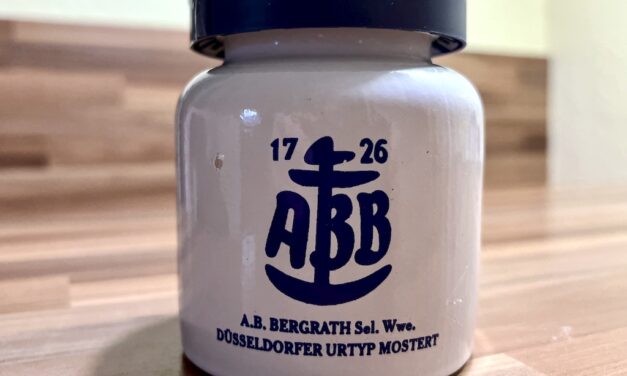 17 26
ABB
A.B. BERGRATH Sel. Wwe.
DÜSSELDORFER URTYP MOSTERT